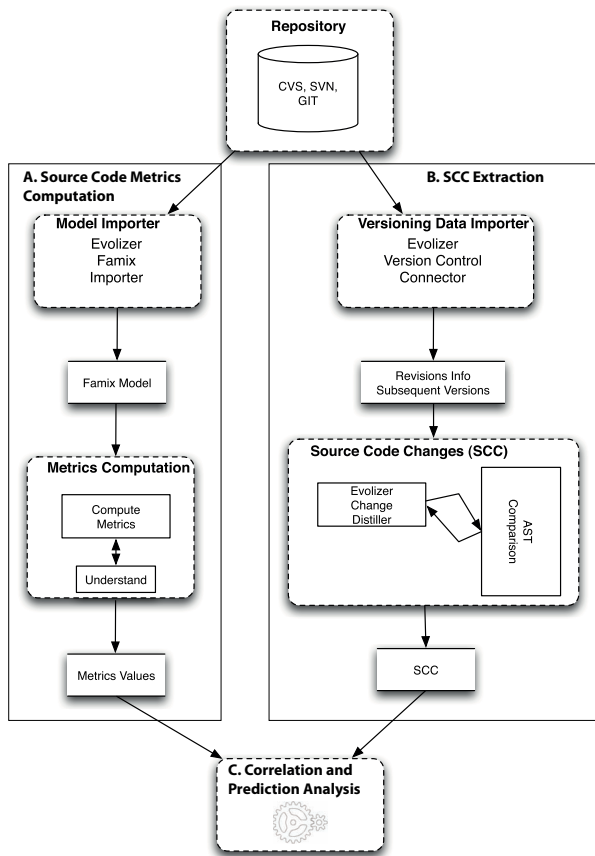 Repository
CVS, SVN,
GIT
A. Source Code Metrics
Computation
Model Importer
Evolizer
Famix
Importer
Famix Model
Metrics Computation
Compute
Metrics
Understand
Metrics Values
B. SCC Extraction
Versioning Data Importer
Evolizer
Version Control
Connector
Revisions Info
Subsequent Versions
Source Code Changes (SCC)
Evolizer
Change
Distiller
AST
Comparison
SCC
C. Correlation and
Prediction Analysis